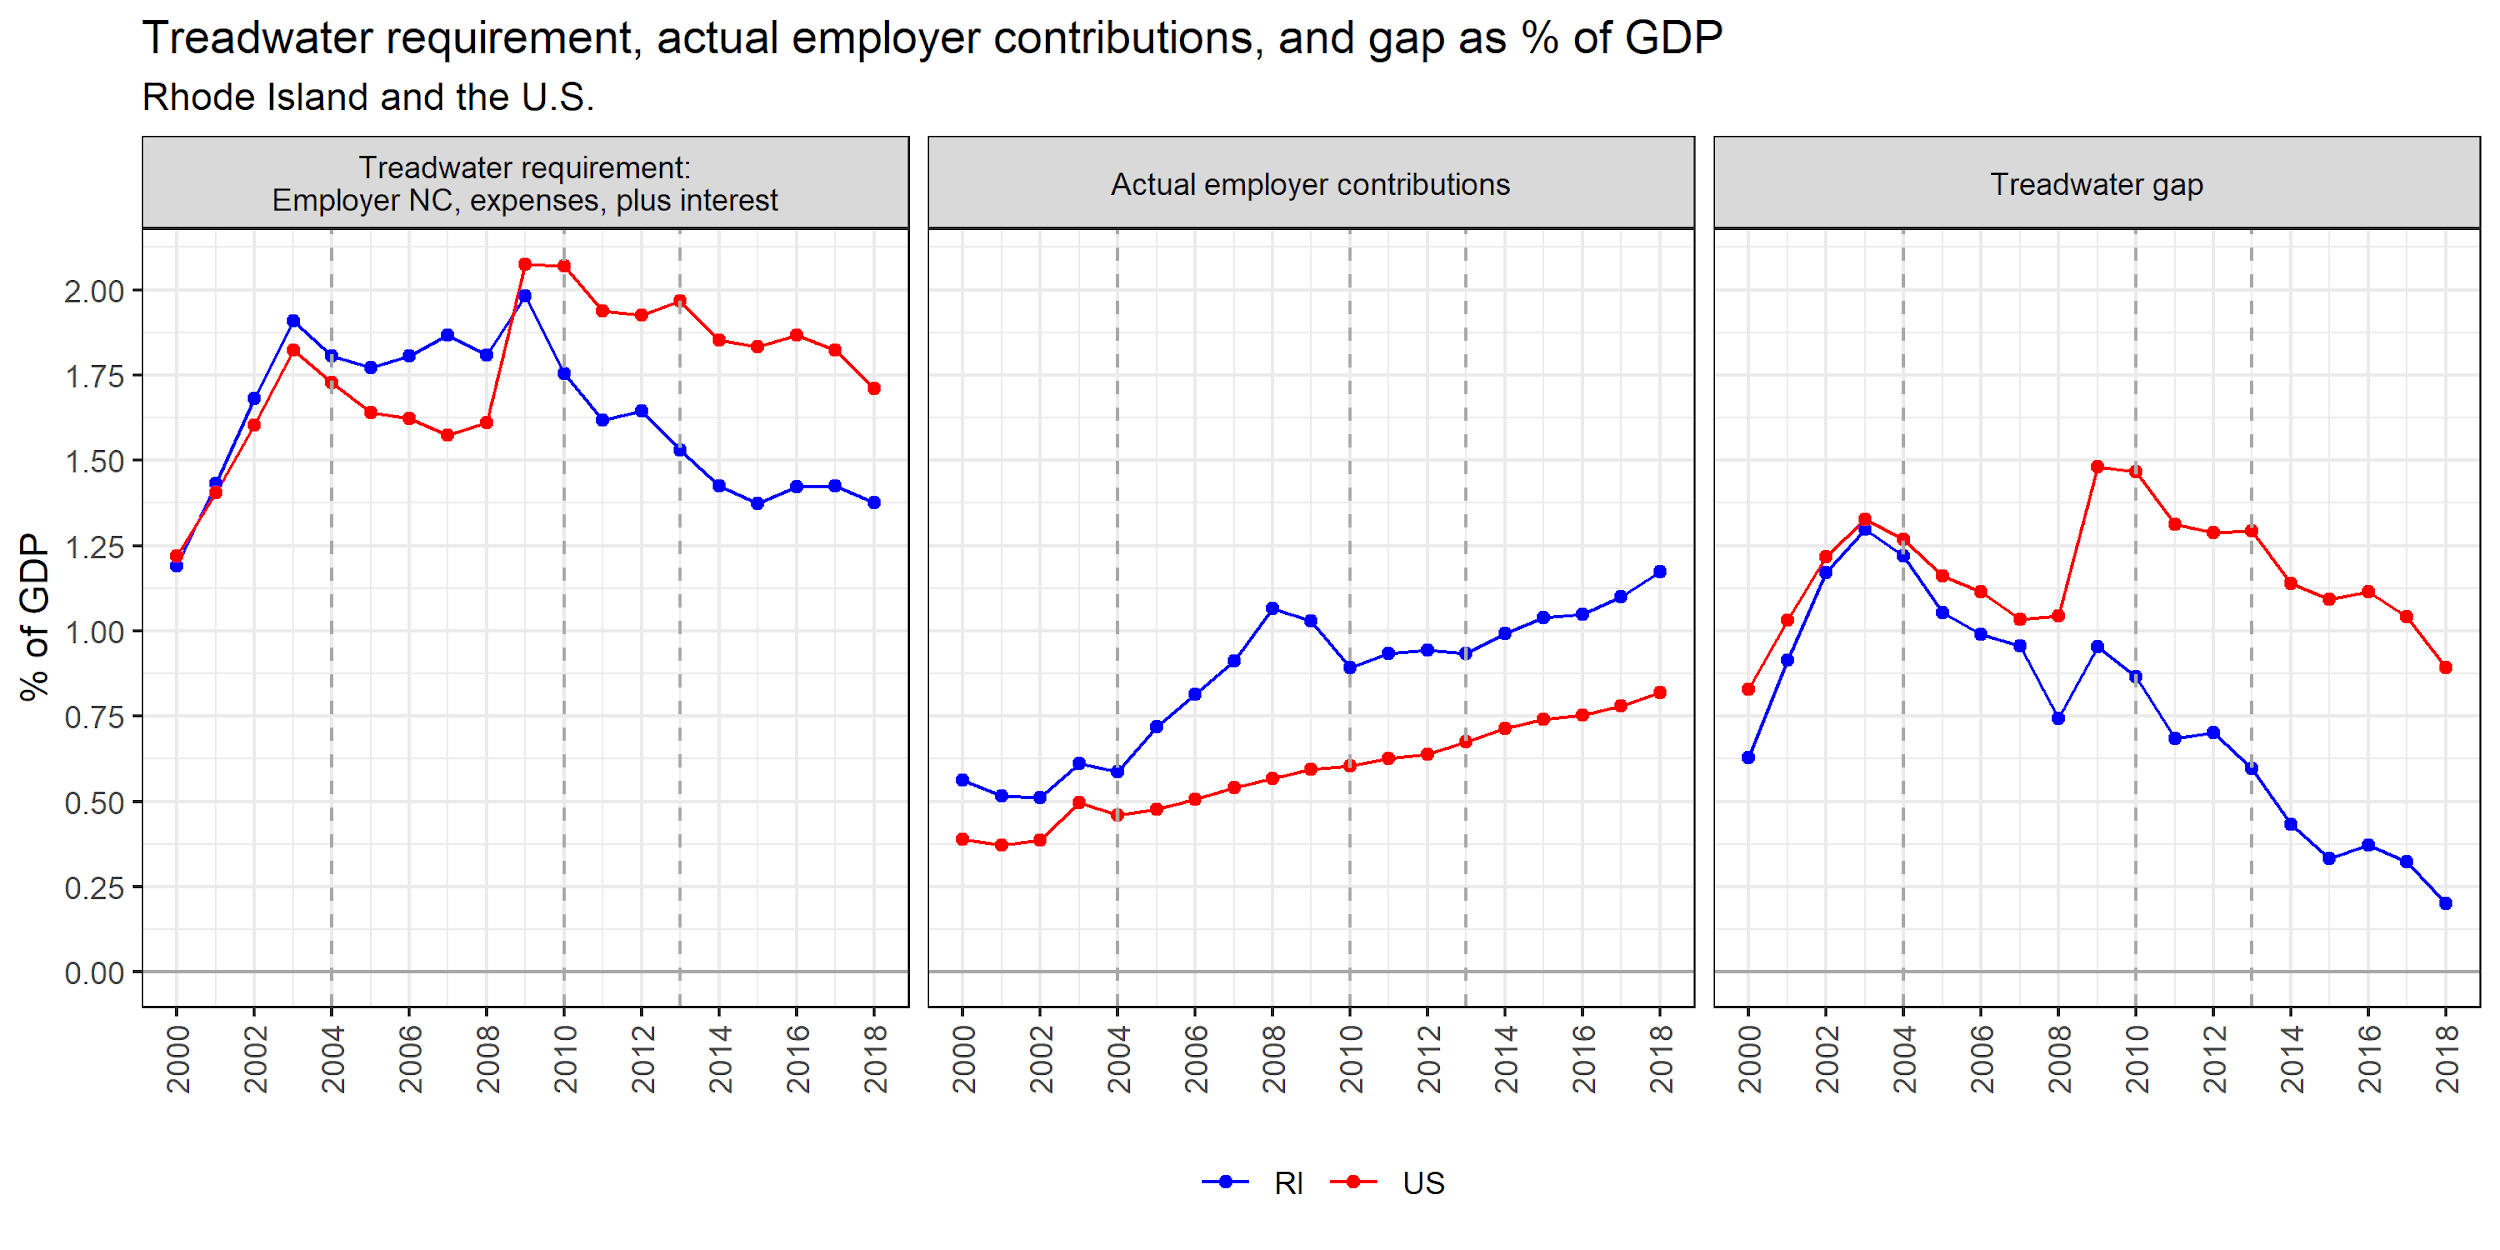 Treadwater requirement, actual employer contributions, and gap as % of GDP
Rhode Island and the U.S.
Treadwater requirement:
Employer NC, expenses, plus interest
Actual employer contributions
Treadwater gap
% of GDP
2.00
1.75
1.50
1.25
1.00
0.75
0.50
0.25
0.00
2000 2002 2004 2006 2008 2010 2012 2014 2016 2018
2000 2002 2004 2006 2008 2010 2012 2014 2016 2018
2000 2002 2004 2006 2008 2010 2012 2014 2016 2018
RI US